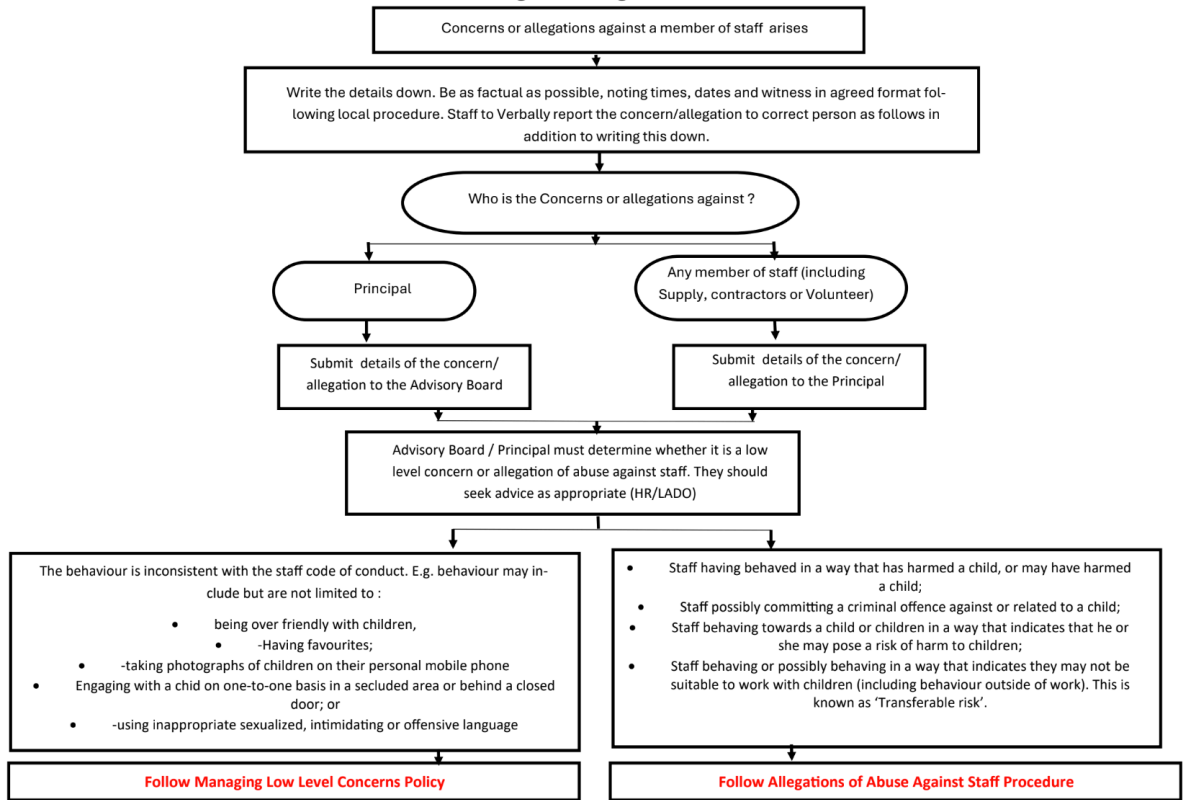 Concerns or allegations against a member of staff arises
Write the details down. Be as factual as possible, noting times, dates and witness in agreed format fol-
lowing local procedure. Staff to Verbally report the concern/allegation to correct person as follows in
addition to writing this down.
Who is the Concerns or allegations against ?
Principal
Any member of staff (including
Supply, contractors or Volunteer)
Submit details of the concern/
allegation to the Advisory Board
Submit details of the concern/
allegation to the Principal
Advisory Board / Principal must determine whether it is a low
level concern or allegation of abuse against staff. They should
seek advice as appropriate (HR/LADO)
The behaviour is inconsistent with the staff code of conduct. E.g. behaviour may in-
clude but are not limited to :
• being over friendly with children,
• -Having favourites;
• -taking photographs of children on their personal mobile phone
• Engaging with a chid on one-to-one basis in a secluded area or behind a closed
door; or
• -using inappropriate sexualized, intimidating or offensive language
• Staff having behaved in a way that has harmed a child, or may have harmed
a child;
• Staff possibly committing a criminal offence against or related to a child;
• Staff behaving towards a child or children in a way that indicates that he or
she may pose a risk of harm to children;
• Staff behaving or possibly behaving in a way that indicates they may not be
suitable to work with children (including behaviour outside of work). This is
known as ‘Transferable risk’.
Follow Managing Low Level Concerns Policy
Follow Allegations of Abuse Against Staff Procedure